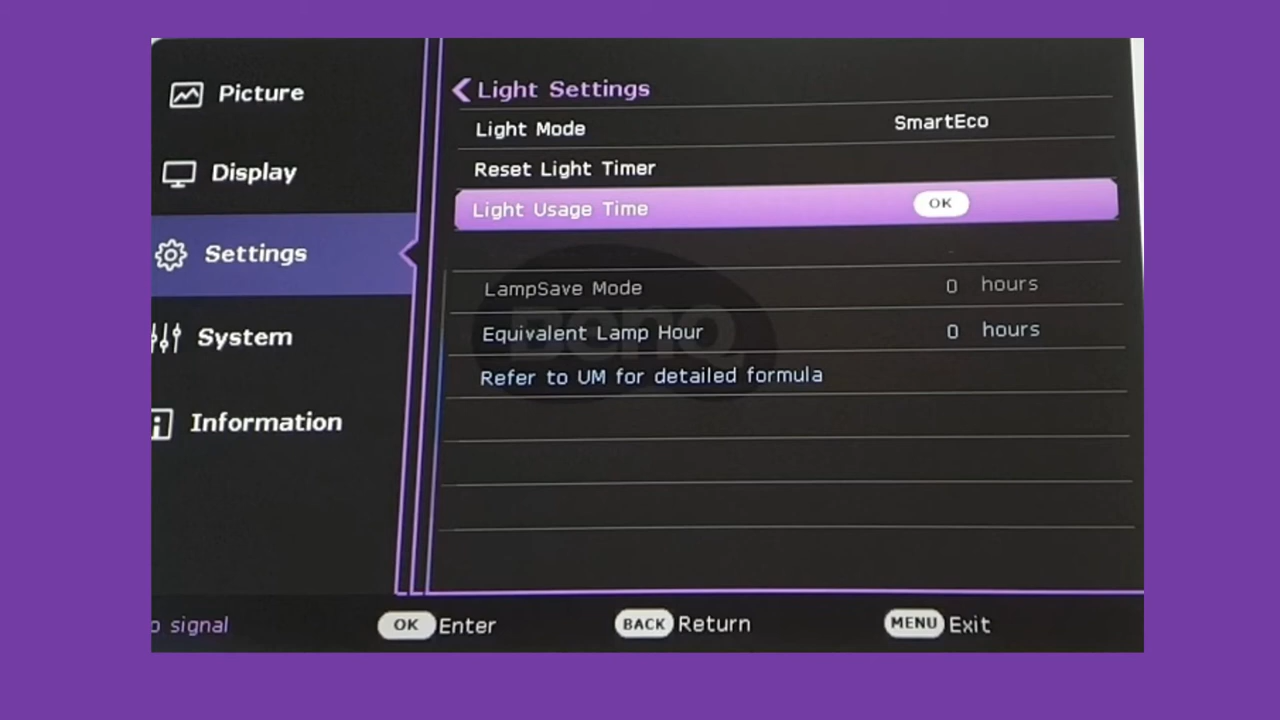 Picture
Display
Settings
System
Information
Light Settings
Light Mode SmartEco
Reset Light Timer
Light Usage Time OK
LampSave Mode 0 hours
Equivalent Lamp Hour 0 hours
Refer to UM for detailed formula
BenQ
signal
OK Enter
BACK Return
MENU Exit